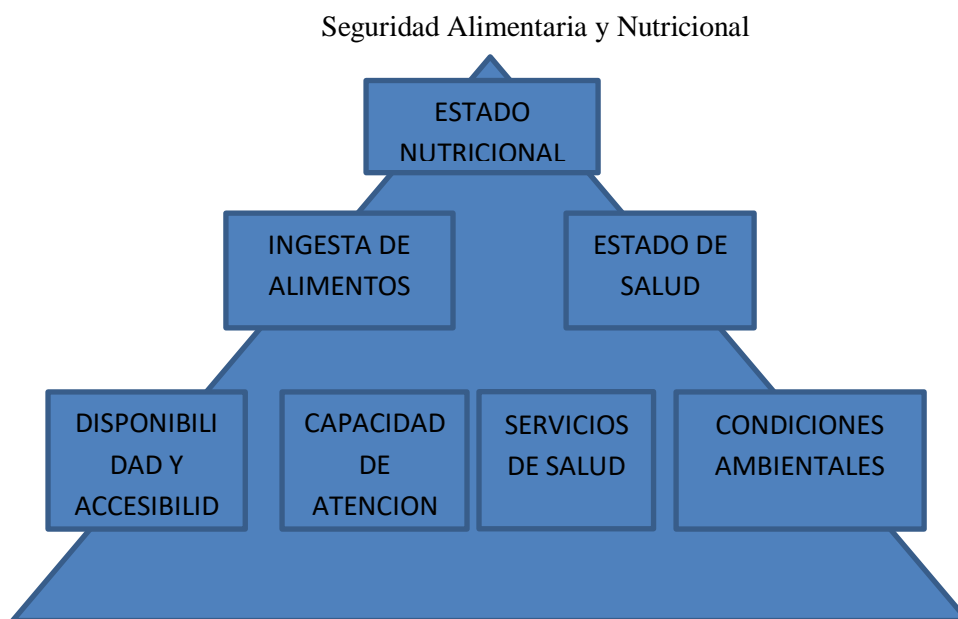 Seguridad Alimentaria y Nutricional
ESTADO
NUTRICIONAL
INGESTA DE
ALIMENTOS
ESTADO DE
SALUD
DISPONIBILI
DAD Y
ACCESIBILID
CAPACIDAD
DE
ATENCION
SERVICIOS
DE SALUD
CONDICIONES
AMBIENTALES